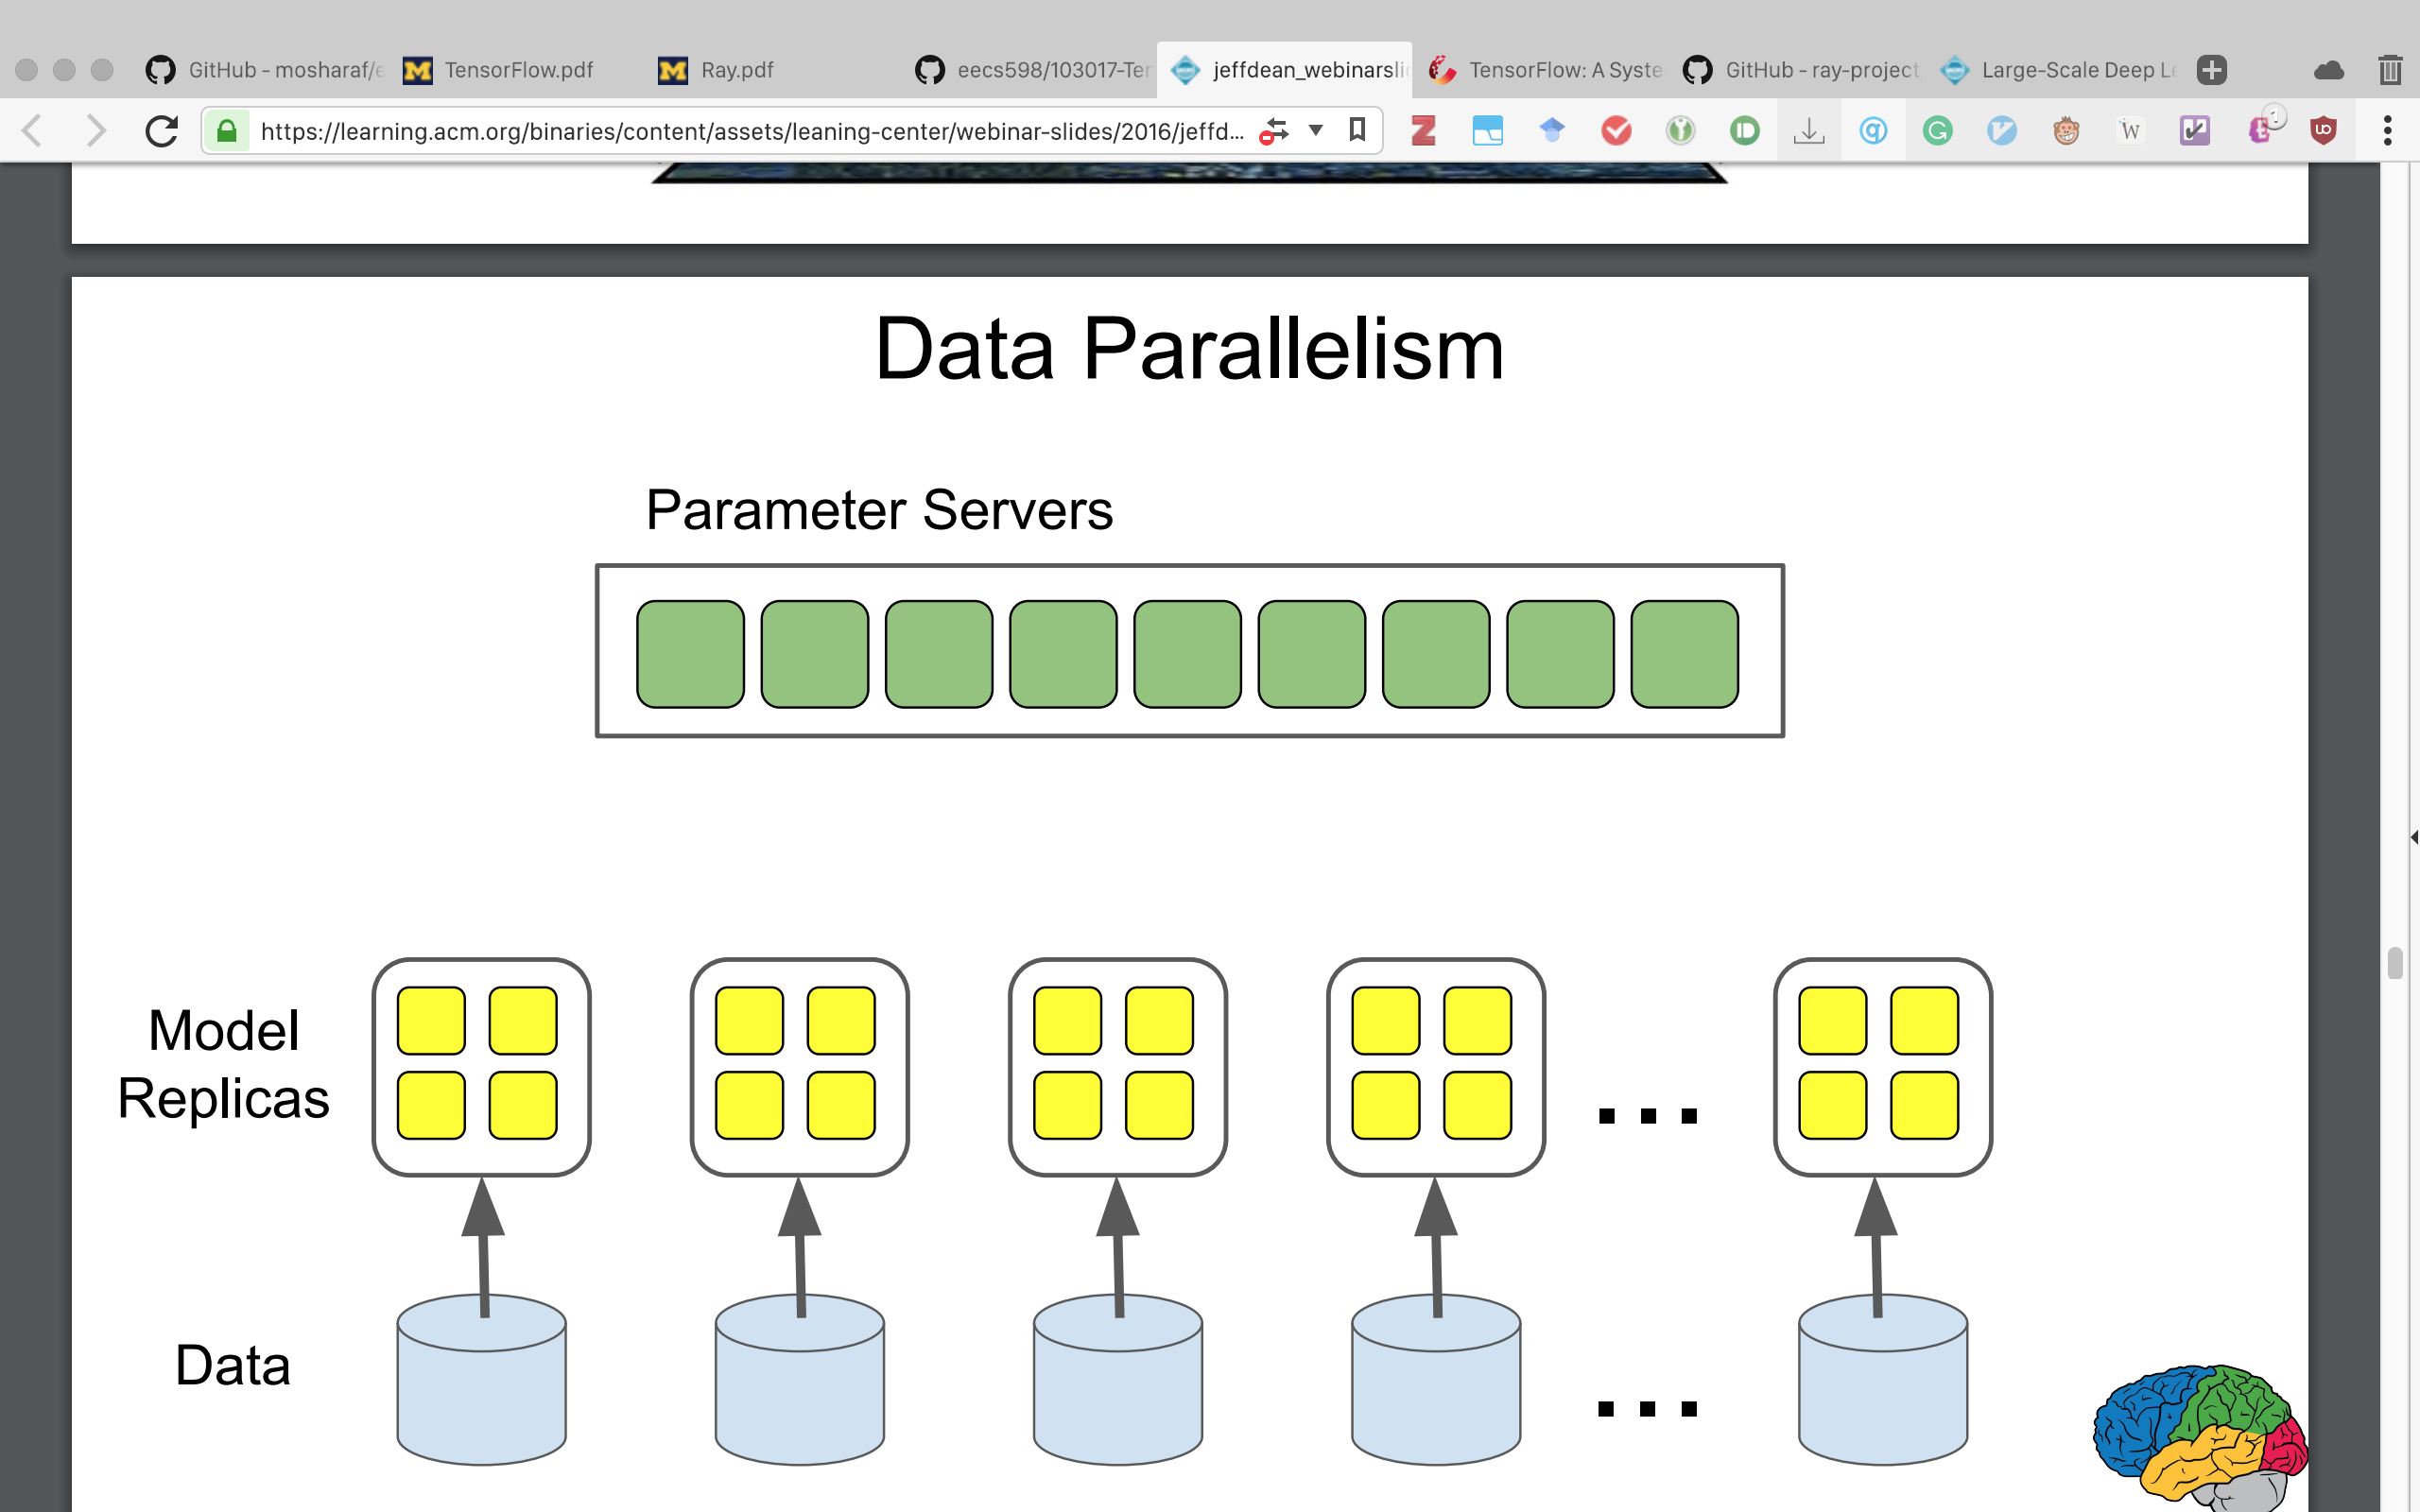 GitHub - mosharaf/e
TensorFlow.pdf
Ray.pdf
eecs598/103017-Ter
jeffdean_webinarsli
TensorFlow: A Syste
GitHub - ray-project
Large-Scale Deep Le
https://learning.acm.org/binaries/content/assets/leaning-center/webinar-slides/2016/jeffd...
Data Parallelism
Parameter Servers
Model
Replicas
...
Data
...